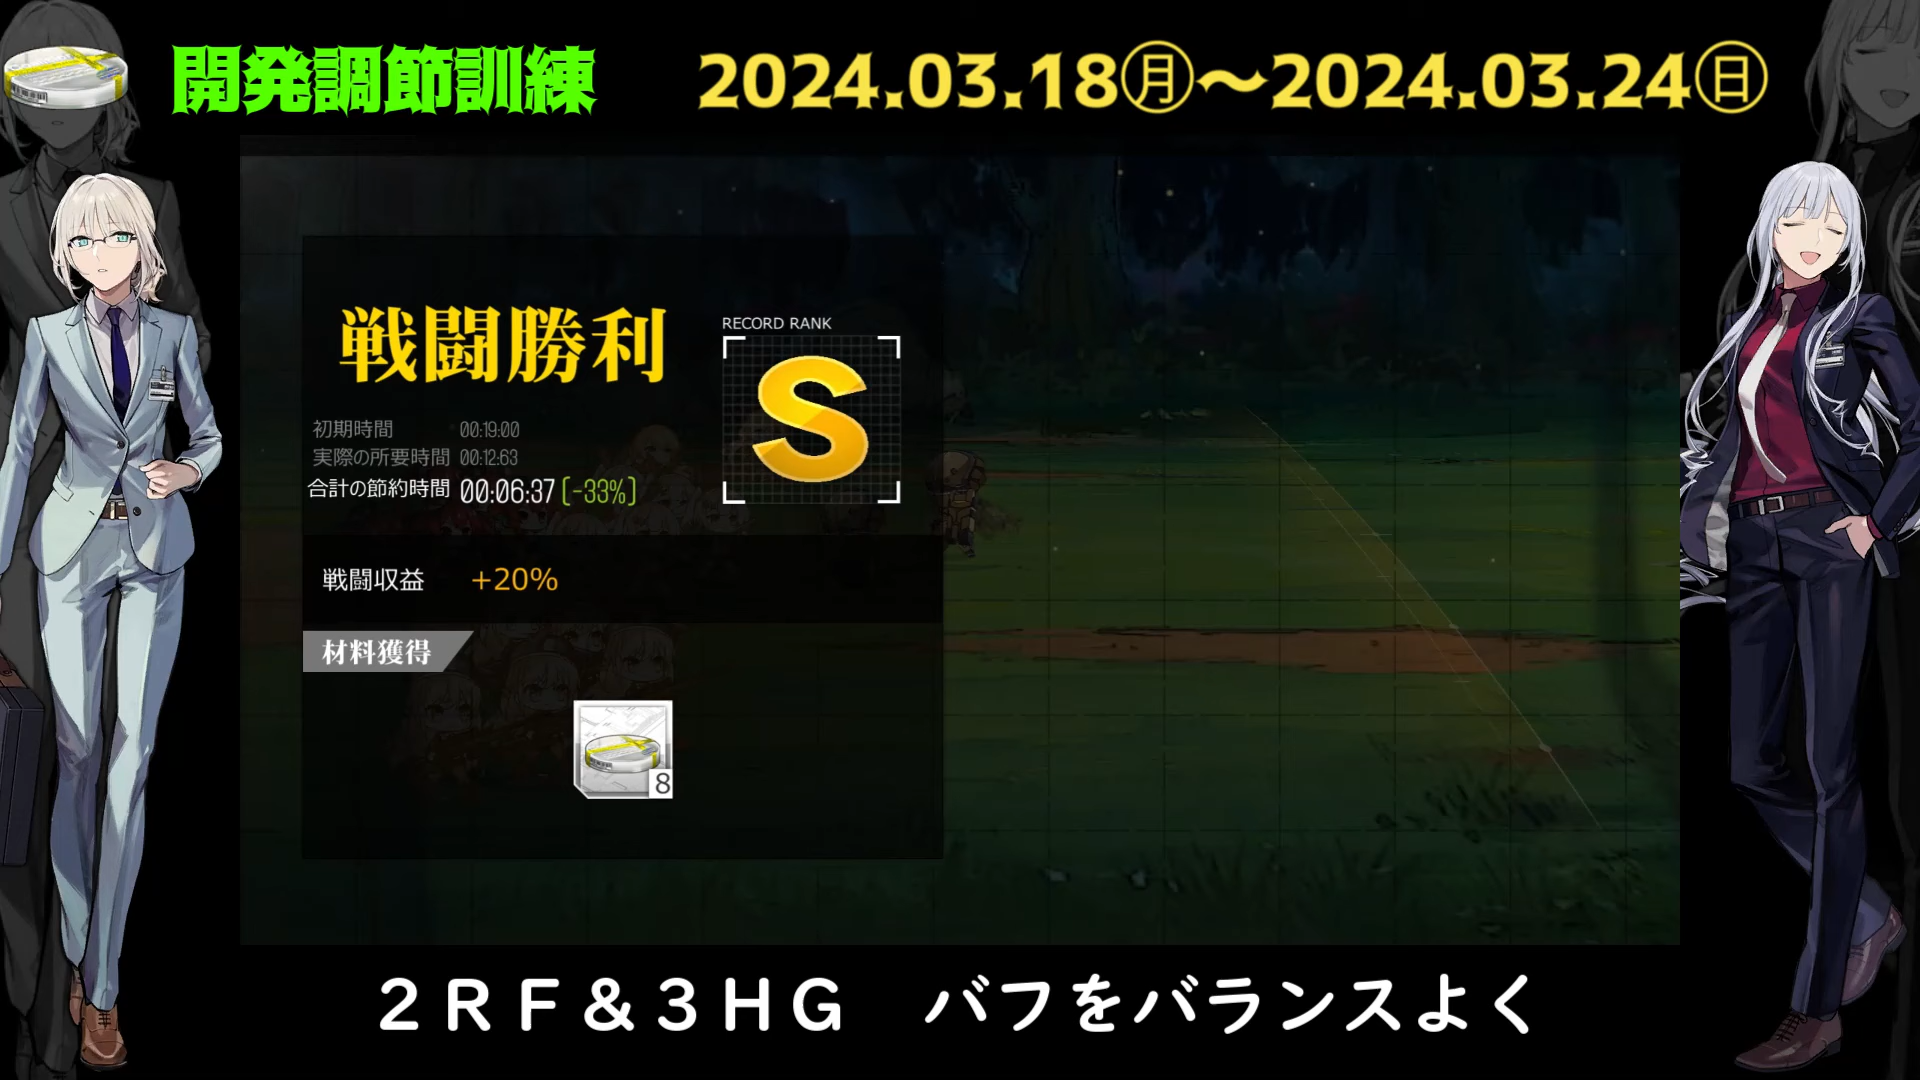 開発調節訓練
2024.03.18㊊～2024.03.24㊐
戦闘勝利
RECORD RANK
S
初期時間 00:19:00
実際の所要時間 00:12:63
合計の節約時間 00:06:37 [-33%]
戦闘収益 +20%
材料獲得
8
２ＲＦ＆３ＨＧ　バフをバランスよく